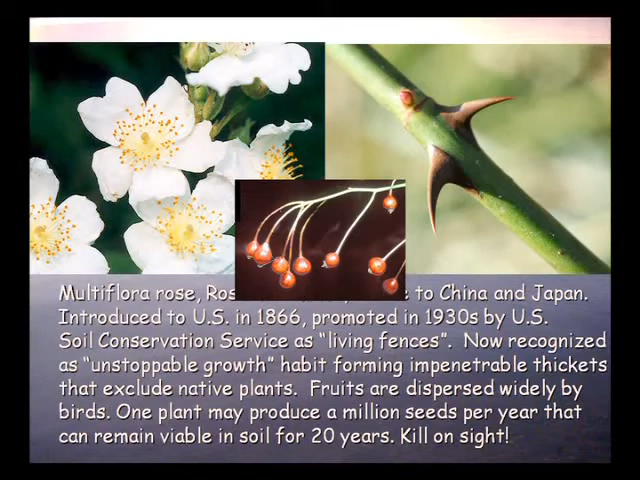 Multiflora rose, to China and Japan.
Introduced to U.S. in 1866, promoted in 1930s by U.S.
Soil Conservation Service as “living fences”. Now recognized
as “unstoppable growth” habit forming impenetrable thickets
that exclude native plants. Fruits are dispersed widely by
birds. One plant may produce a million seeds per year that
can remain viable in soil for 20 years. Kill on sight!